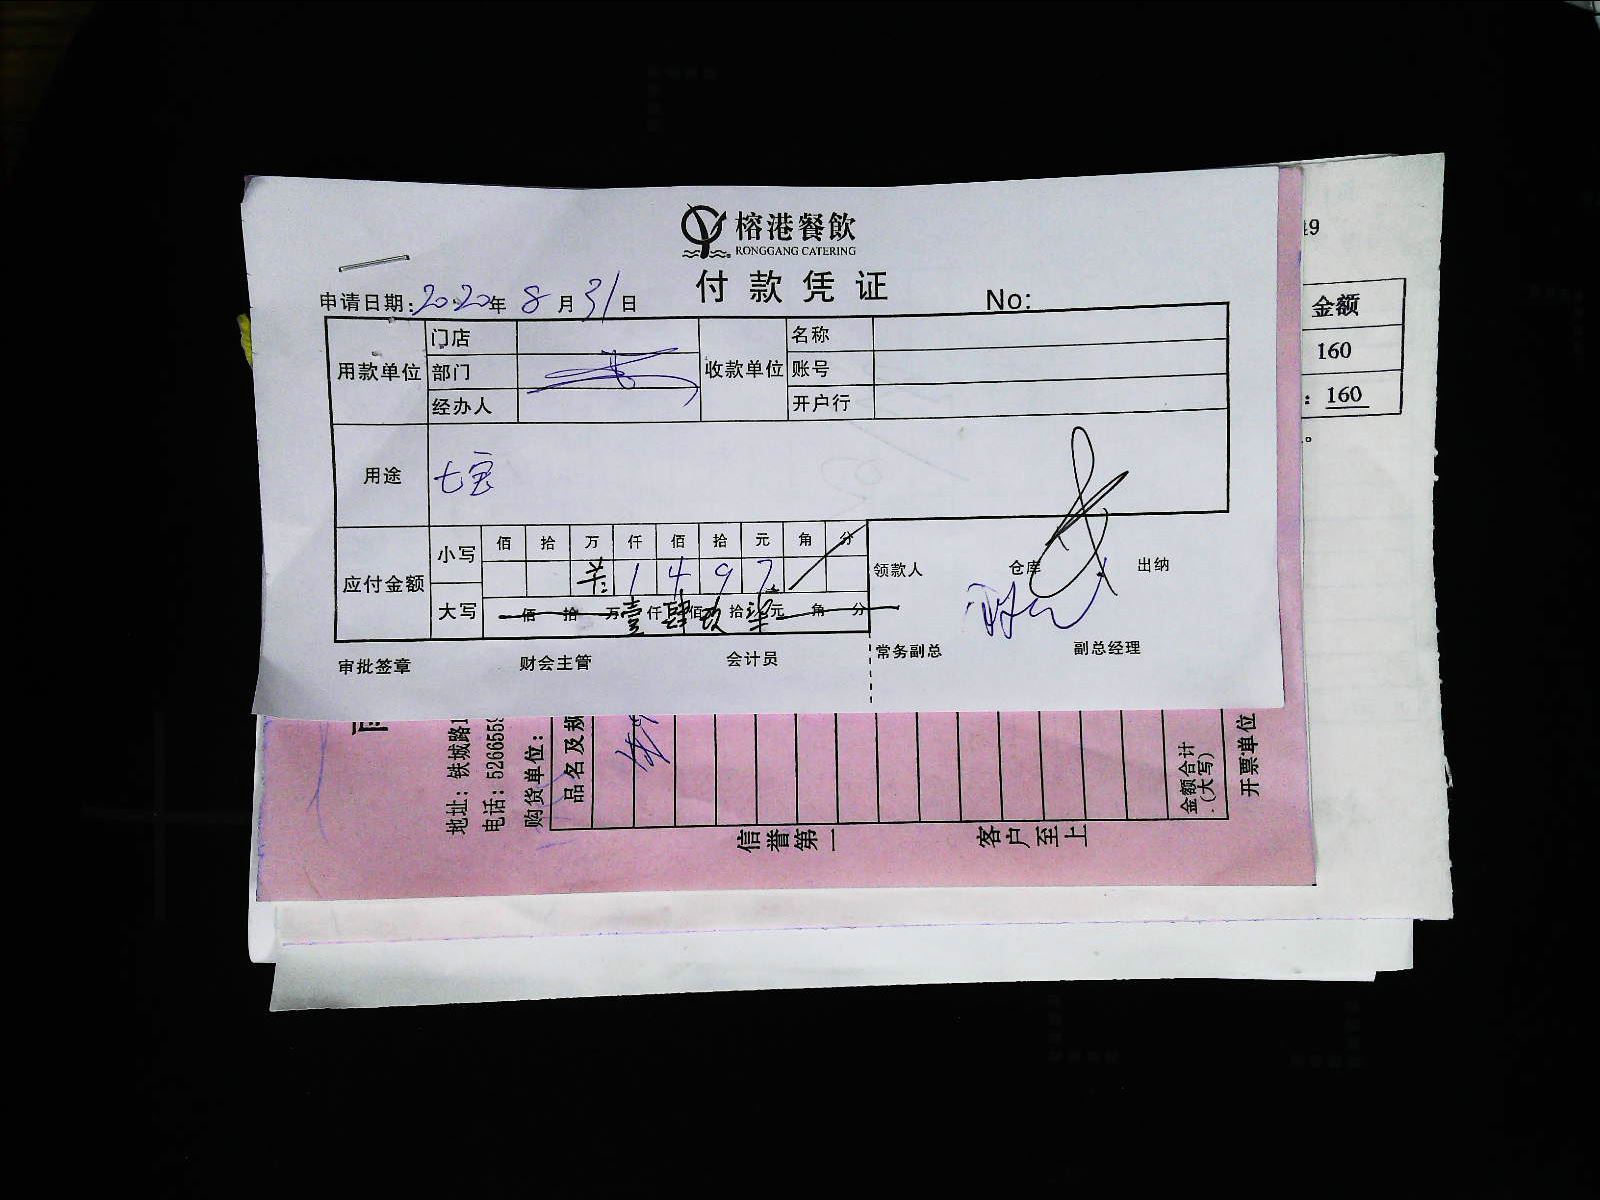 榕港餐飲
RONGGANG CATERING
付款凭证
申请日期:2020年8月31日 No:
用款单位 门店 收款单位 名称
部门 账号
经办人 开户行
用途 七宝
应付金额 小写 佰 拾 万 仟 佰 拾 元 角 分
1 4 9 7
大写 佰 拾 万 壹 仟 肆 佰 玖 拾 柒 元 角 分
领款人 仓库 出纳
审批签章 财会主管 会计员 常务副总 副总经理
49
金额
160
: 160
。
地址:铁城路1
电话:5266558
购货单位:
品名及规
金额合计
(大写)
开票单位
信誉第一 客户至上